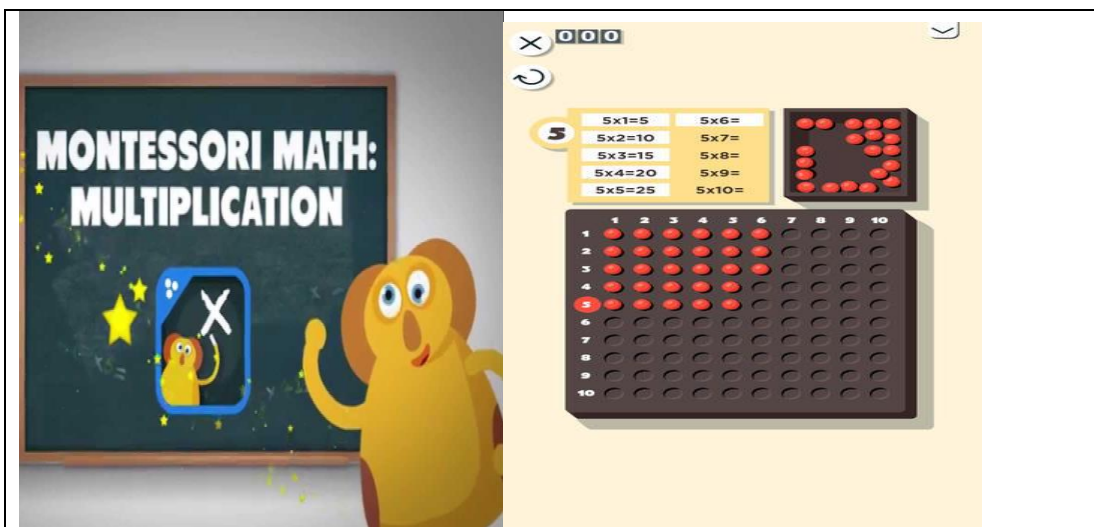 MONTESSORI MATH:
MULTIPLICATION
X
000
5
5x1=5 5x6=
5x2=10 5x7=
5x3=15 5x8=
5x4=20 5x9=
5x5=25 5x10=
1 2 3 4 5 6 7 8 9 10
1
2
3
4
5
6
7
8
9
10